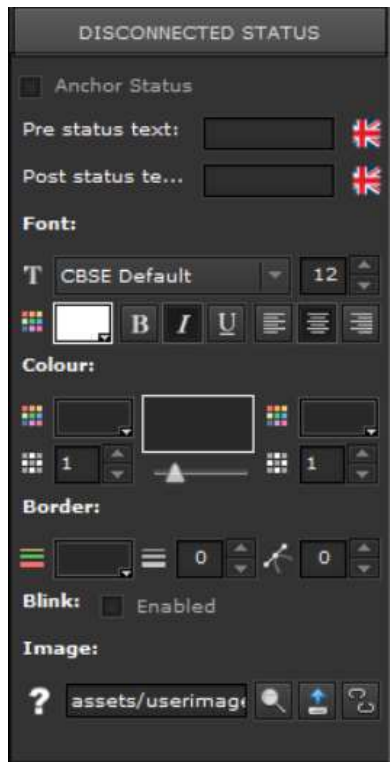 DISCONNECTED STATUS
Anchor Status
Pre status text:
Post status te...
Font:
T CBSE Default 12
B I U
Colour:
1 1
Border:
0 0
Blink: Enabled
Image:
? assets/userimag